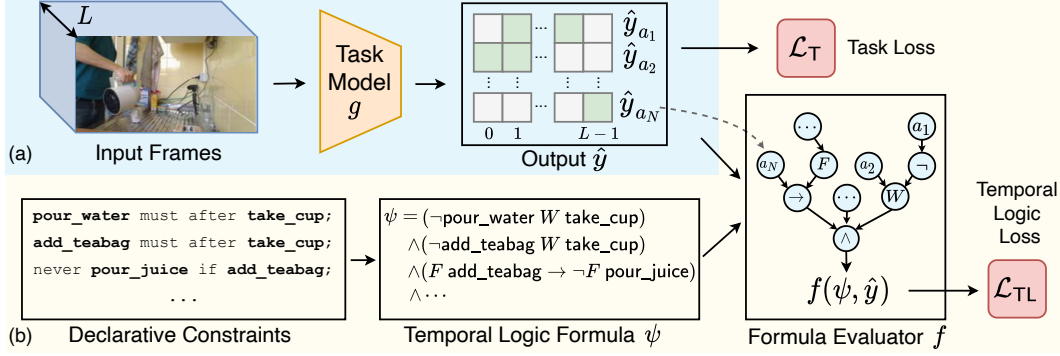 L
Input Frames
(a)
Task
Model
g
ŷ_{a_1}
ŷ_{a_2}
ŷ_{a_N}
...
...
⋮ ⋮ ⋮ ⋮
...
0 1 L − 1
Output ŷ
𝓛_T Task Loss
... a_1
a_N F a_2 ¬
→ ... W
∧
f(ψ, ŷ)
Formula Evaluator f
Temporal
Logic
Loss
𝓛_TL
pour_water must after take_cup;
add_teabag must after take_cup;
never pour_juice if add_teabag;
...
(b)
Declarative Constraints
ψ = (¬pour_water W take_cup)
∧(¬add_teabag W take_cup)
∧(F add_teabag → ¬F pour_juice)
∧ ⋯
Temporal Logic Formula ψ